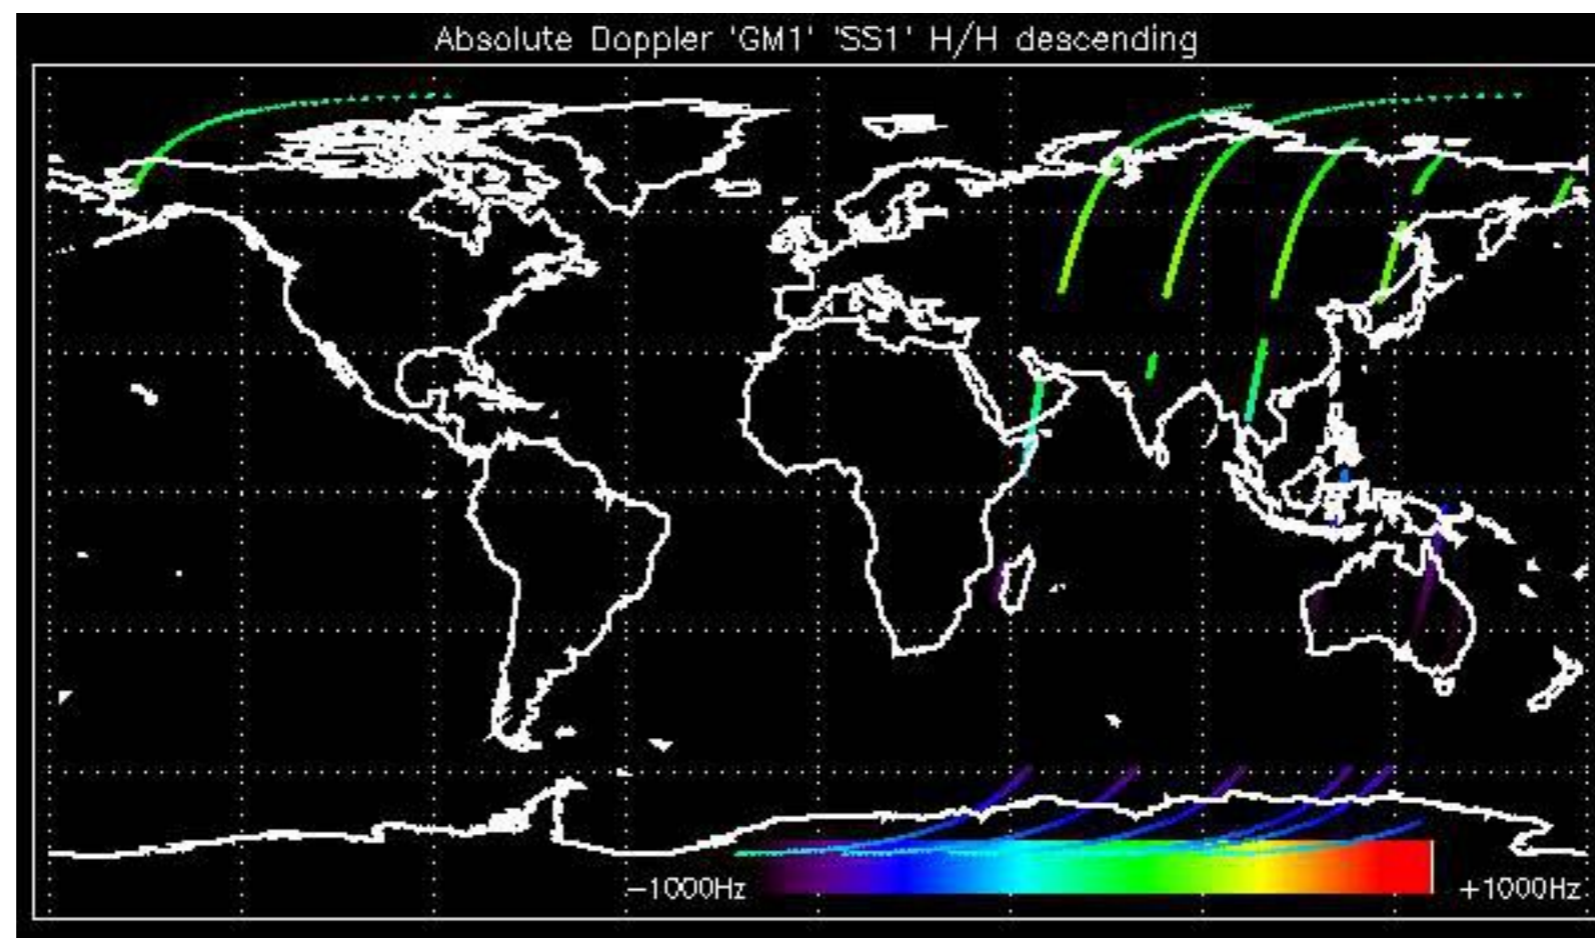 Absolute Doppler 'GM1' 'SS1' H/H descending
−1000Hz
+1000Hz